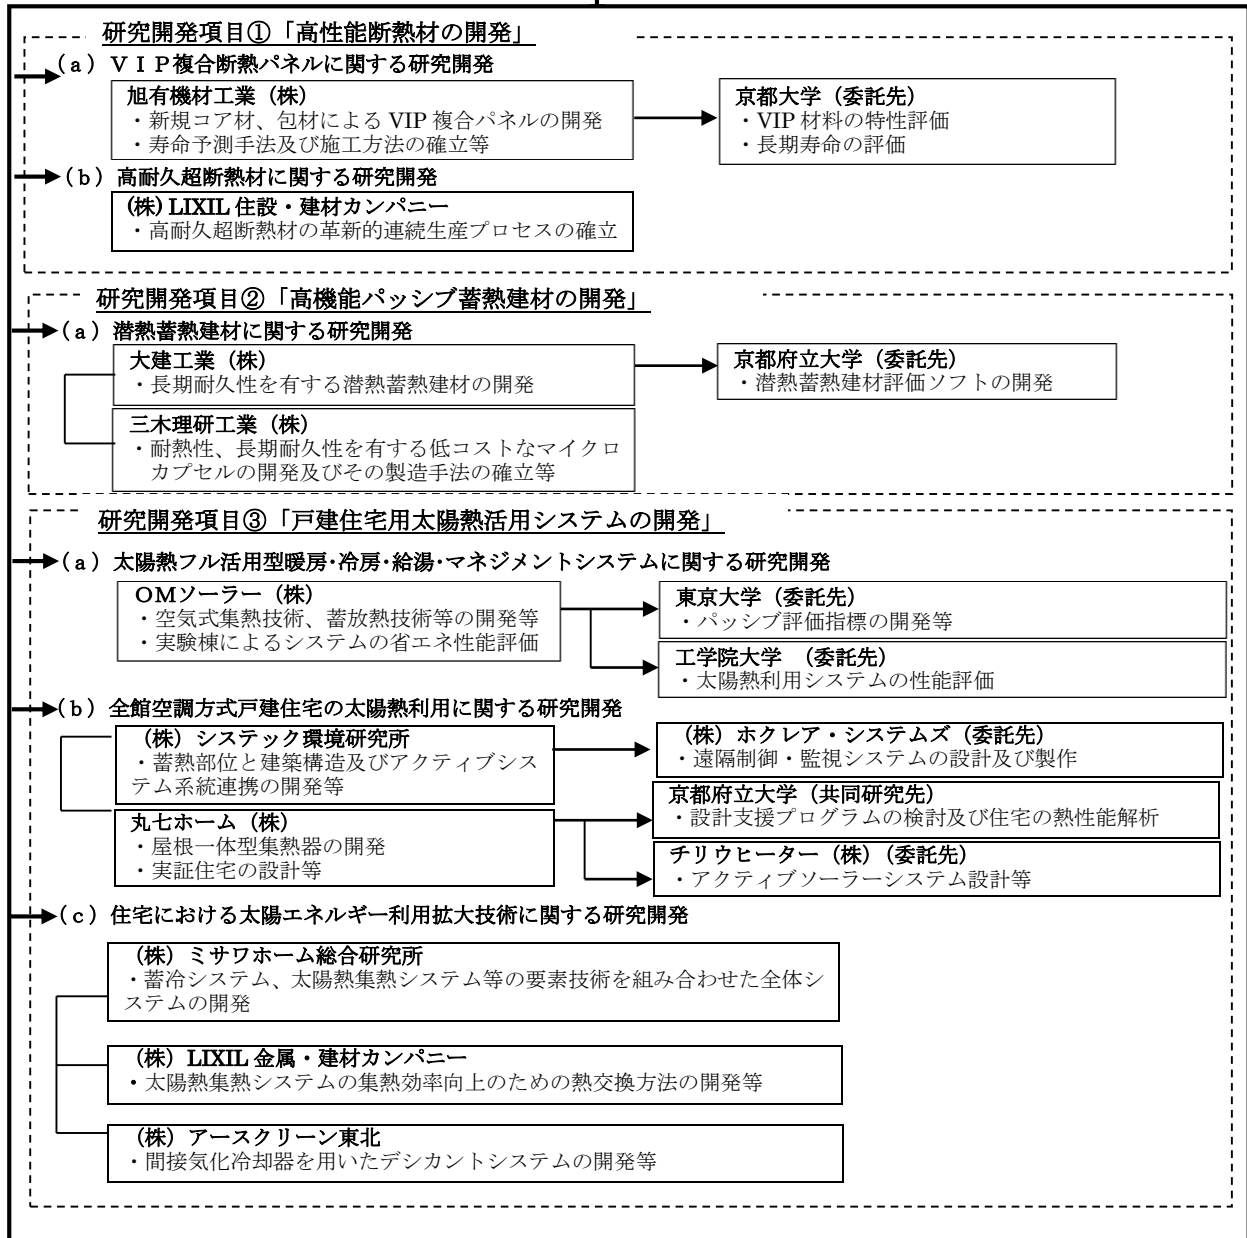 研究開発項目①「高性能断熱材の開発」
(a) ＶＩＰ複合断熱パネルに関する研究開発
旭有機材工業（株）
・新規コア材、包材による VIP 複合パネルの開発
・寿命予測手法及び施工方法の確立等
京都大学（委託先）
・VIP 材料の特性評価
・長期寿命の評価
(b) 高耐久超断熱材に関する研究開発
(株) LIXIL 住設・建材カンパニー
・高耐久超断熱材の革新的連続生産プロセスの確立
研究開発項目②「高機能パッシブ蓄熱建材の開発」
(a) 潜熱蓄熱建材に関する研究開発
大建工業（株）
・長期耐久性を有する潜熱蓄熱建材の開発
京都府立大学（委託先）
・潜熱蓄熱建材評価ソフトの開発
三木理研工業（株）
・耐熱性、長期耐久性を有する低コストなマイクロ
カプセルの開発及びその製造手法の確立等
研究開発項目③「戸建住宅用太陽熱活用システムの開発」
(a) 太陽熱フル活用型暖房･冷房･給湯･マネジメントシステムに関する研究開発
ＯＭソーラー（株）
・空気式集熱技術、蓄放熱技術等の開発等
・実験棟によるシステムの省エネ性能評価
東京大学（委託先）
・パッシブ評価指標の開発等
工学院大学 （委託先）
・太陽熱利用システムの性能評価
(b) 全館空調方式戸建住宅の太陽熱利用に関する研究開発
（株）システック環境研究所
・蓄熱部位と建築構造及びアクティブシス
テム系統連携の開発等
（株）ホクレア・システムズ（委託先）
・遠隔制御・監視システムの設計及び製作
丸七ホーム（株）
・屋根一体型集熱器の開発
・実証住宅の設計等
京都府立大学（共同研究先）
・設計支援プログラムの検討及び住宅の熱性能解析
チリウヒーター（株）（委託先）
・アクティブソーラーシステム設計等
(c) 住宅における太陽エネルギー利用拡大技術に関する研究開発
（株）ミサワホーム総合研究所
・蓄冷システム、太陽熱集熱システム等の要素技術を組み合わせた全体シ
ステムの開発
（株）LIXIL 金属・建材カンパニー
・太陽熱集熱システムの集熱効率向上のための熱交換方法の開発等
（株）アースクリーン東北
・間接気化冷却器を用いたデシカントシステムの開発等